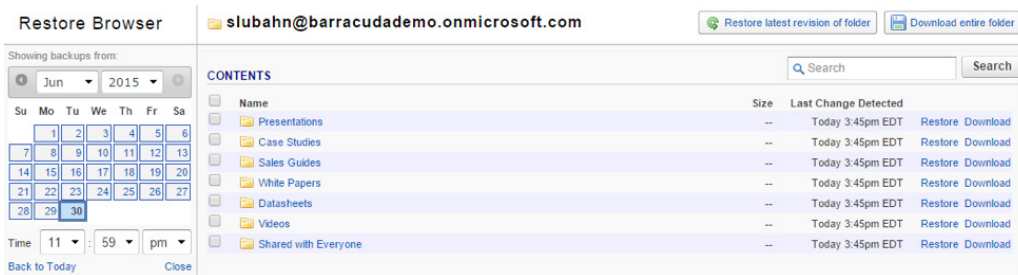 Restore Browser
slubahn@barracudademo.onmicrosoft.com
Restore latest revision of folder
Download entire folder
Showing backups from:
Jun 2015
Su Mo Tu We Th Fr Sa
1 2 3 4 5 6
7 8 9 10 11 12 13
14 15 16 17 18 19 20
21 22 23 24 25 26 27
28 29 30
Time 11 : 59 pm
Back to Today Close
CONTENTS
Search Search
Name Size Last Change Detected
Presentations -- Today 3:45pm EDT Restore Download
Case Studies -- Today 3:45pm EDT Restore Download
Sales Guides -- Today 3:45pm EDT Restore Download
White Papers -- Today 3:45pm EDT Restore Download
Datasheets -- Today 3:45pm EDT Restore Download
Videos -- Today 3:45pm EDT Restore Download
Shared with Everyone -- Today 3:45pm EDT Restore Download